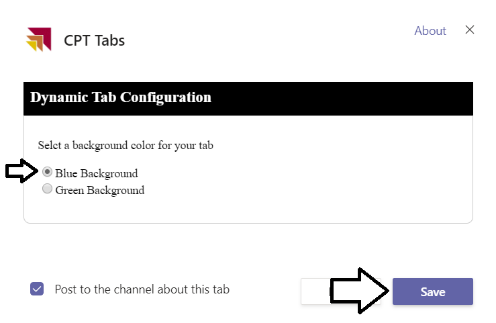 CPT Tabs
About
Dynamic Tab Configuration
Selct a background color for your tab
Blue Background
Green Background
Post to the channel about this tab
Save